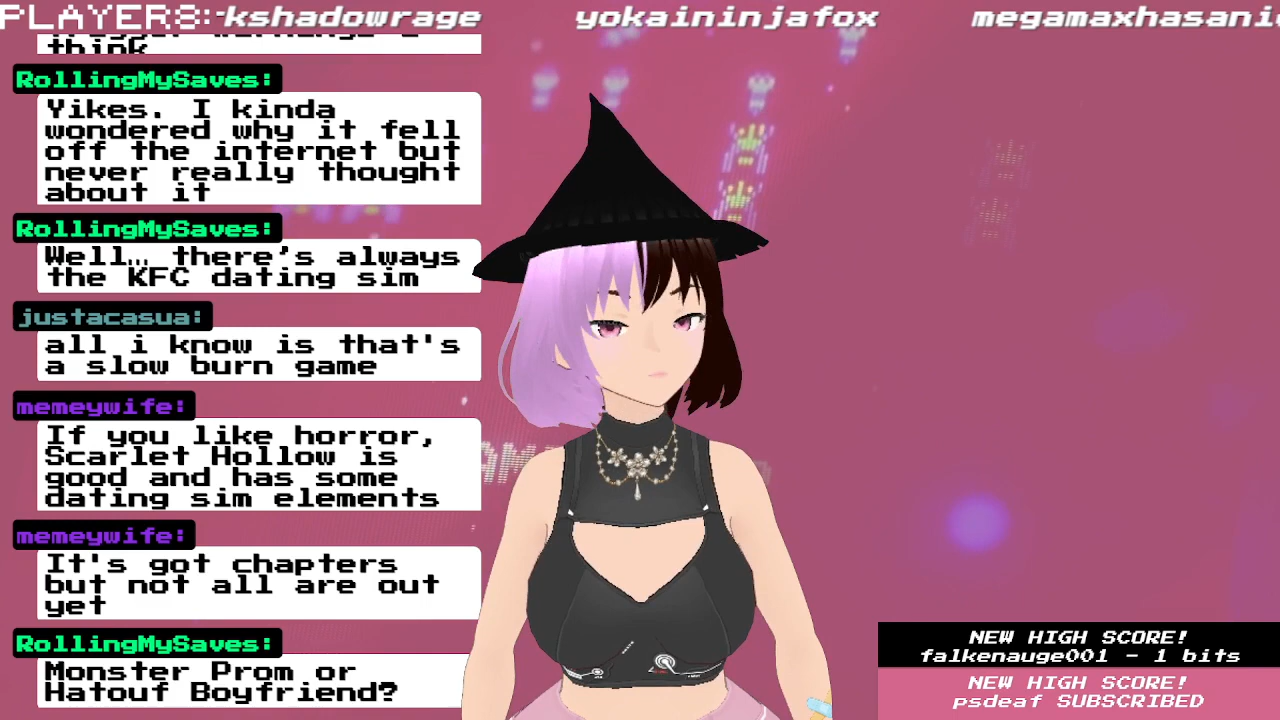 PLAYERS: kshadowrage yokaininjafox megamaxhasani
think
RollingMySaves:
Yikes. I kinda
wondered why it fell
off the internet but
never really thought
about it
RollingMySaves:
Well… there's always
the KFC dating sim
justacasua:
all i know is that's
a slow burn game
memeywife:
If you like horror,
Scarlet Hollow is
good and has some
dating sim elements
memeywife:
It's got chapters
but not all are out
yet
RollingMySaves:
Monster Prom or
Hatouf Boyfriend?
NEW HIGH SCORE!
falkenauge001 - 1 bits
NEW HIGH SCORE!
psdeaf SUBSCRIBED